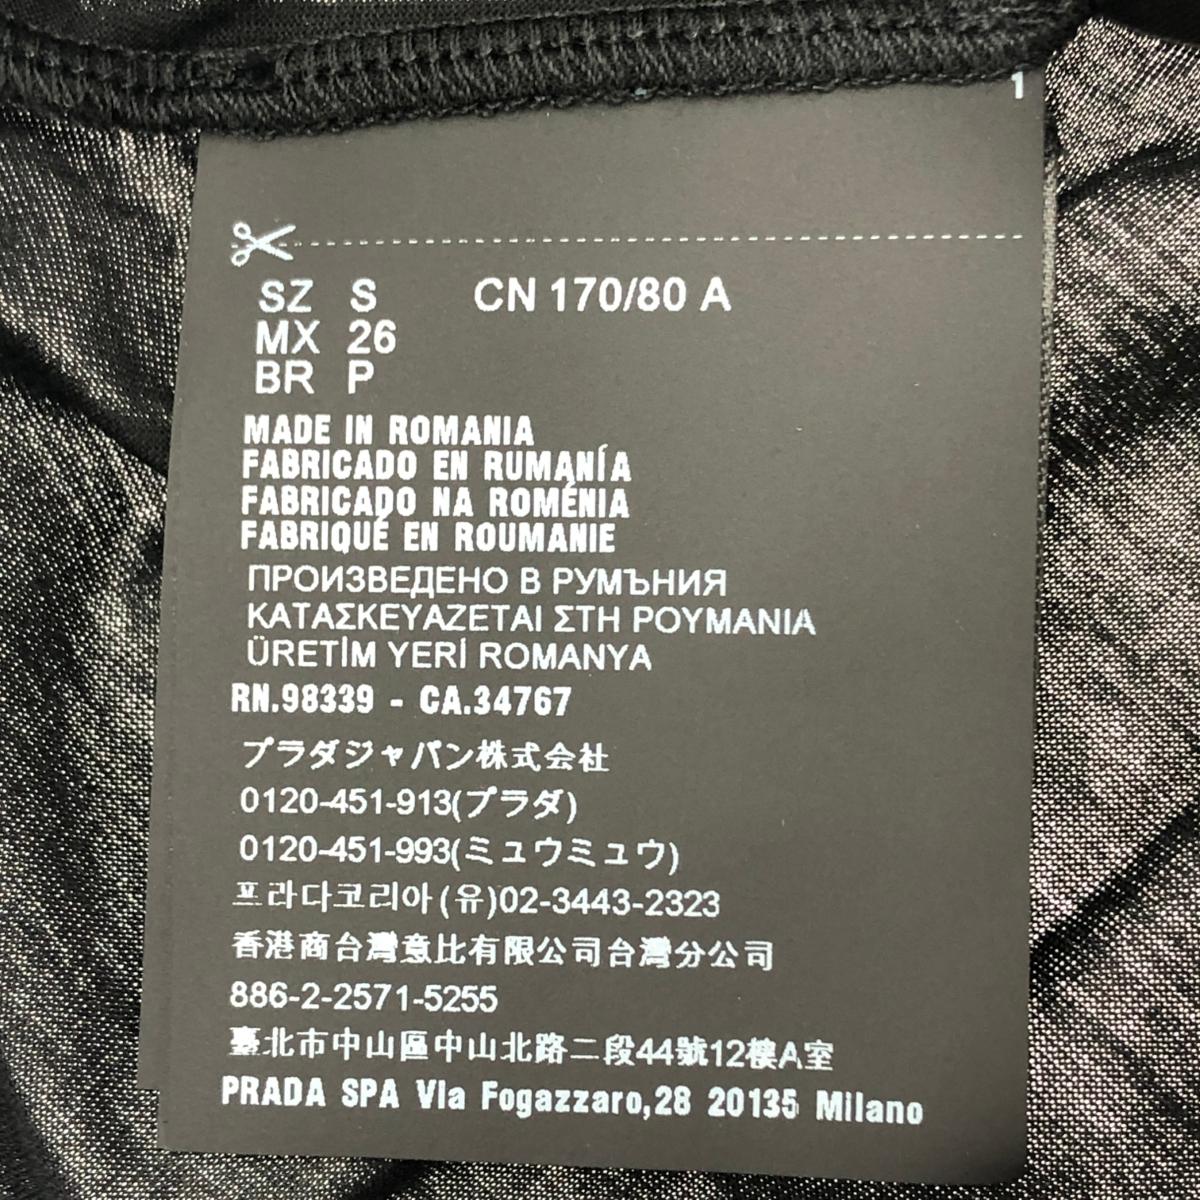 1
SZ S CN 170/80 A
MX 26
BR P
MADE IN ROMANIA
FABRICADO EN RUMANÍA
FABRICADO NA ROMÉNIA
FABRIQUÉ EN ROUMANIE
ПРОИЗВЕДЕНО В РУМЪНИЯ
ΚΑΤΑΣΚΕΥΑΖΕΤΑΙ ΣΤΗ ΡΟΥΜΑΝΙΑ
ÜRETİM YERİ ROMANYA
RN.98339 - CA.34767
プラダジャパン株式会社
0120-451-913(プラダ)
0120-451-993(ミュウミュウ)
프라다코리아(유)02-3443-2323
香港商台灣意比有限公司台灣分公司
886-2-2571-5255
臺北市中山區中山北路二段44號12樓A室
PRADA SPA Via Fogazzaro,28 20135 Milano